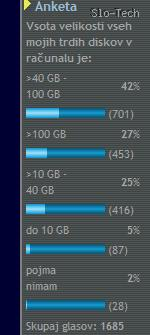 Anketa
Slo-Tech
Vsota velikosti vseh
mojih trdih diskov v
računalu je:
>40 GB -
100 GB
42%
(701)
>100 GB 27%
(453)
>10 GB -
40 GB
25%
(416)
do 10 GB 5%
(87)
pojma
nimam
2%
(28)
Skupaj glasov: 1685